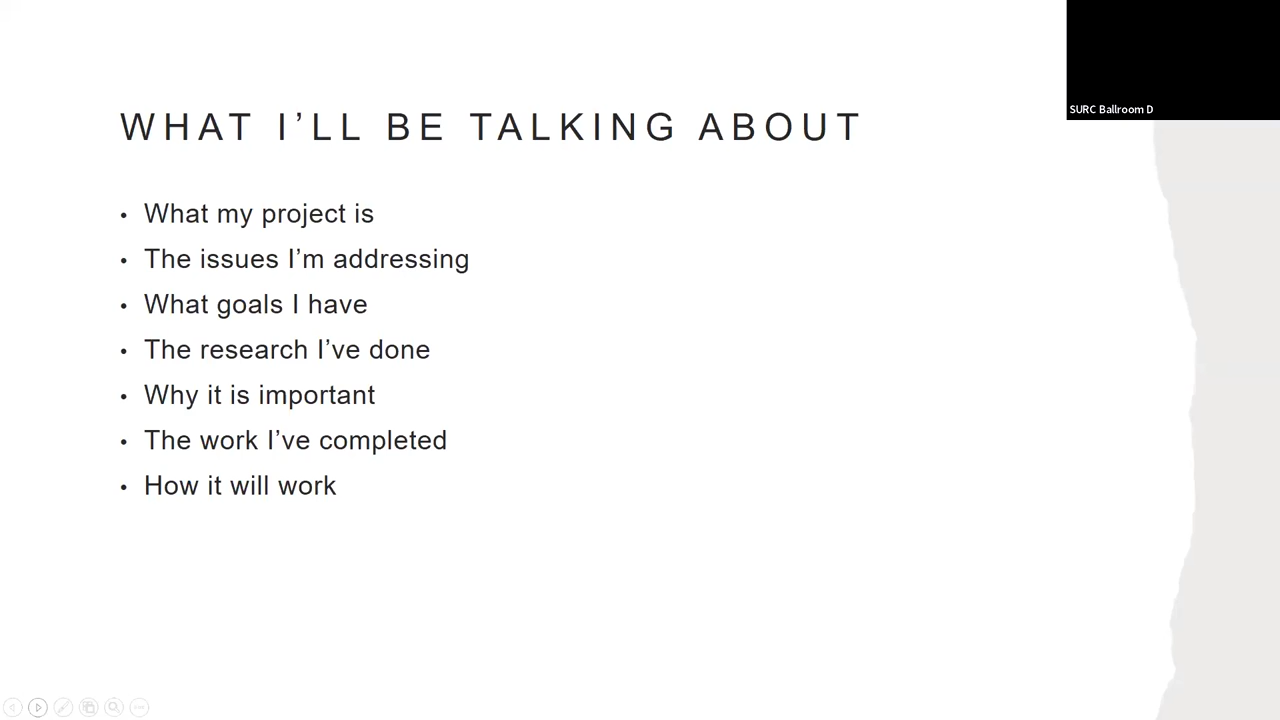 WHAT I’LL BE TALKING ABOUT
SURC Ballroom D
• What my project is
• The issues I’m addressing
• What goals I have
• The research I’ve done
• Why it is important
• The work I’ve completed
• How it will work